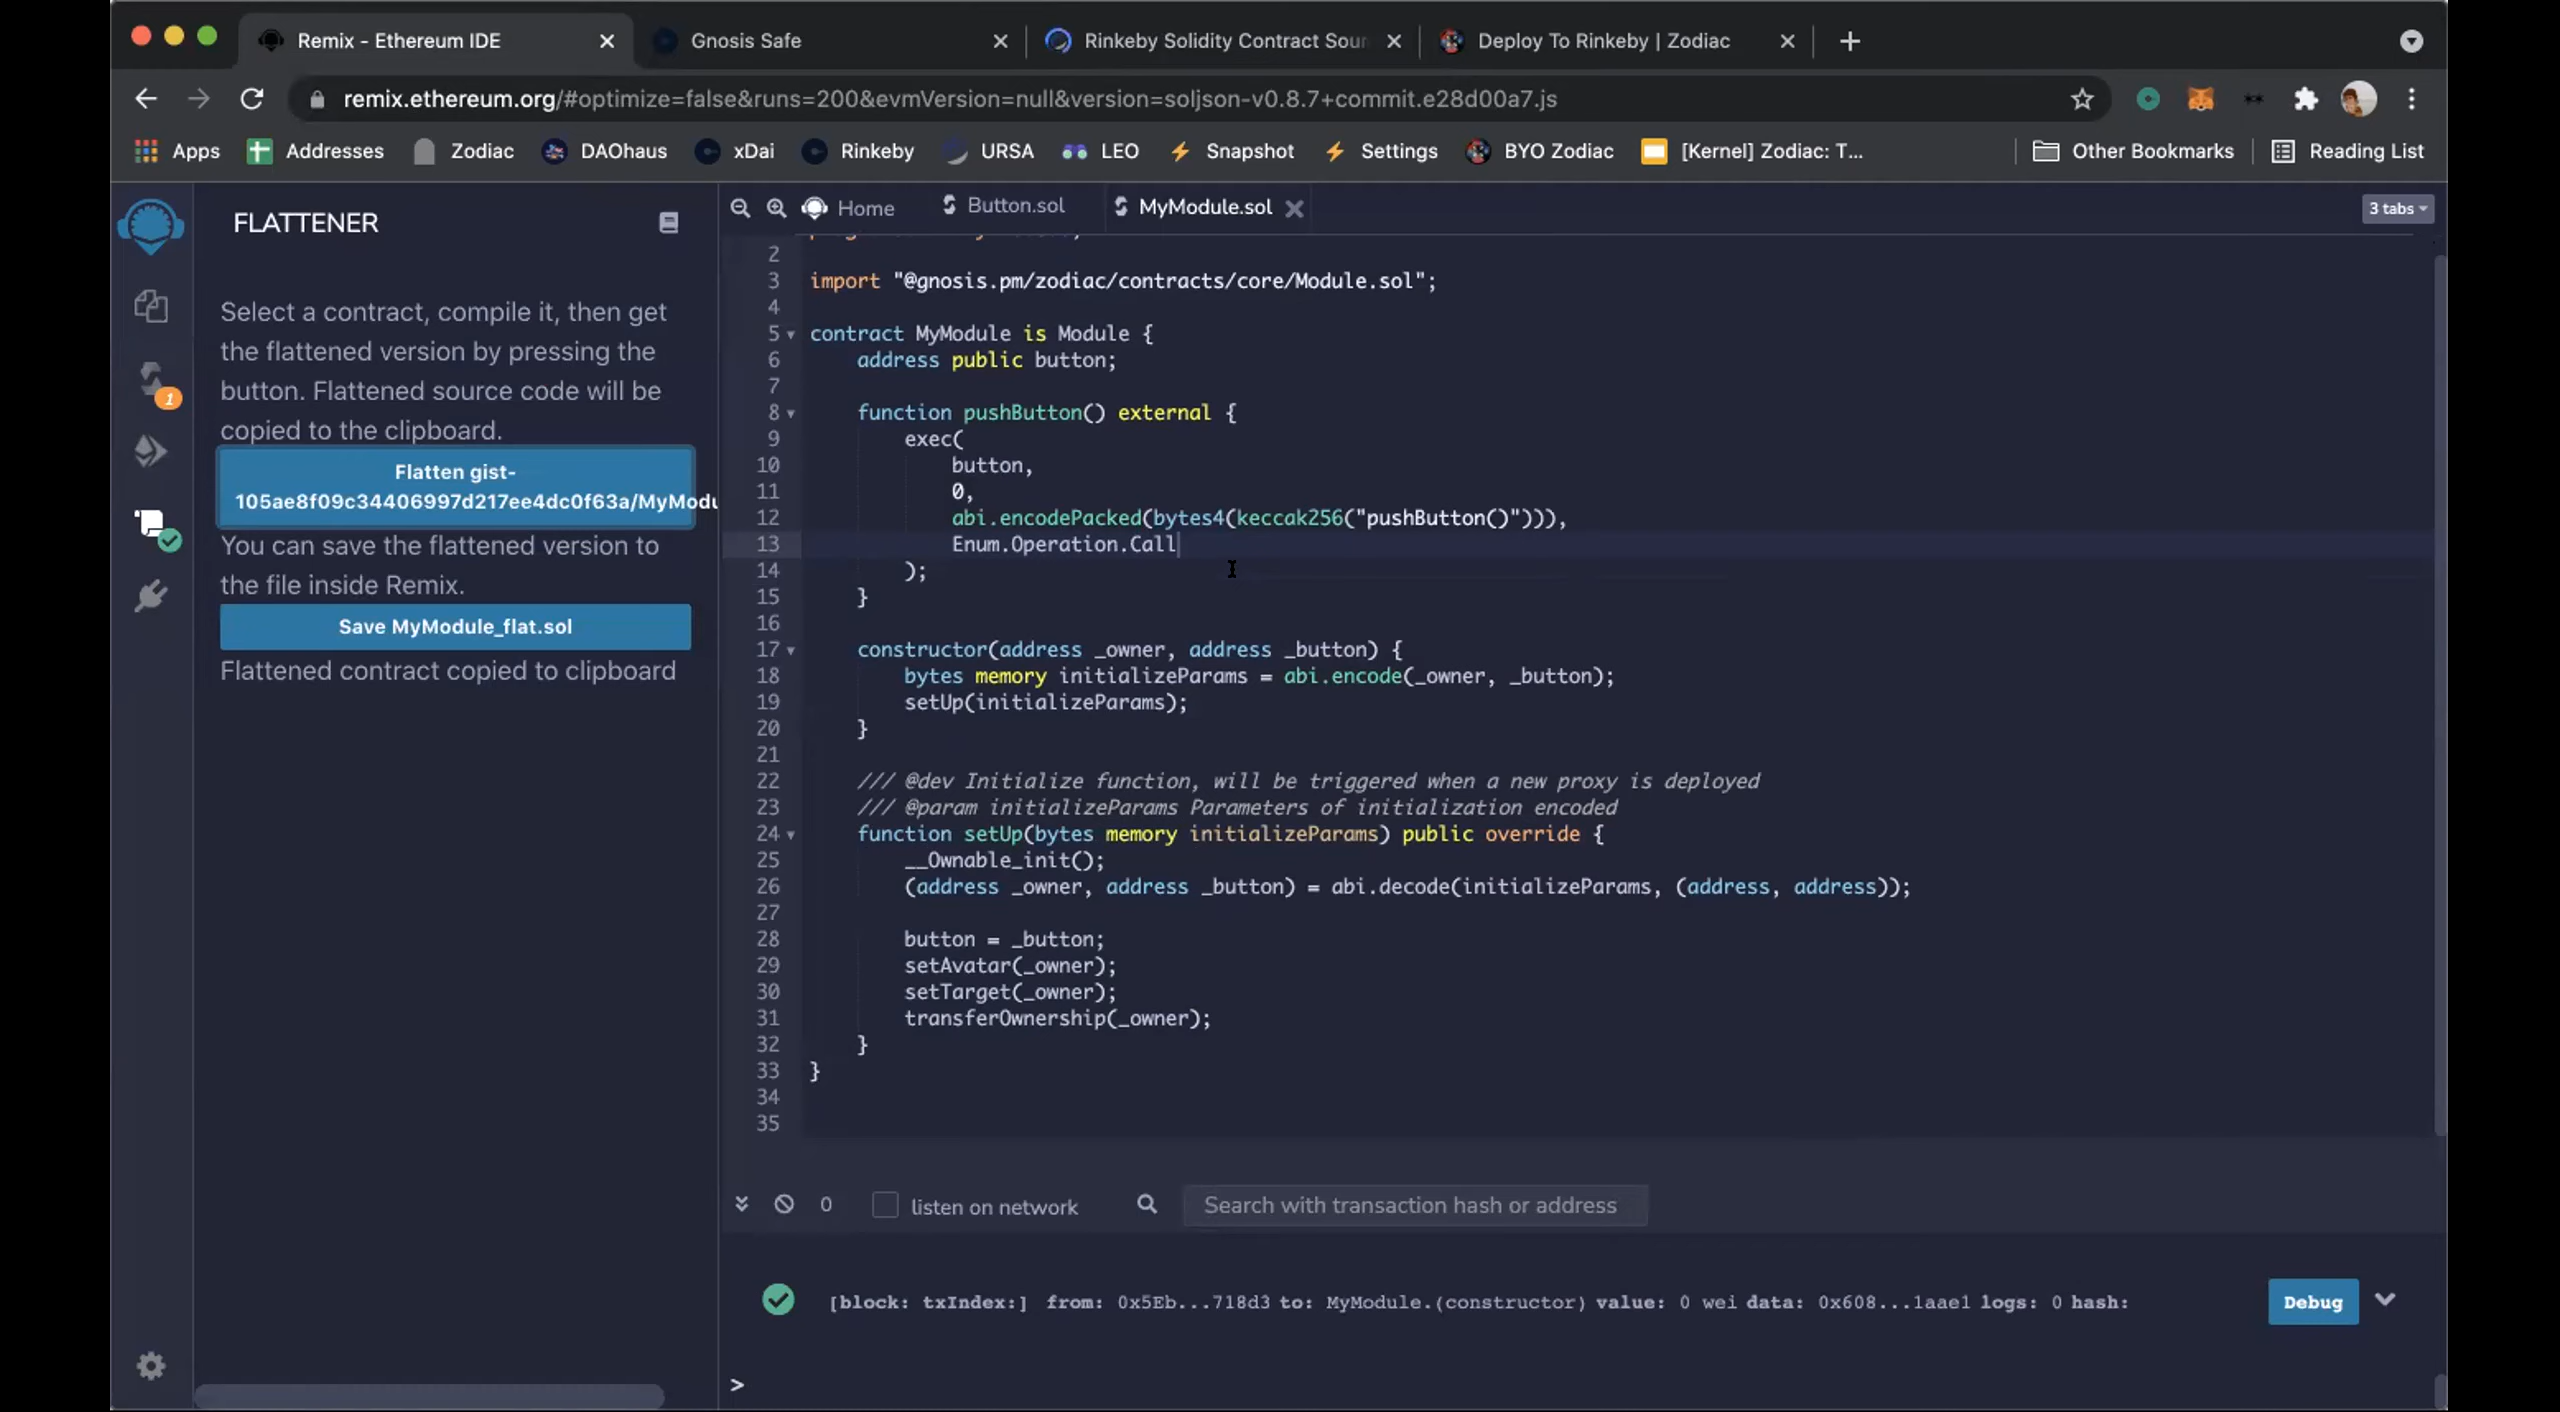 Remix - Ethereum IDE
Gnosis Safe
Rinkeby Solidity Contract Sour
Deploy To Rinkeby | Zodiac
remix.ethereum.org/#optimize=false&runs=200&evmVersion=null&version=soljson-v0.8.7+commit.e28d00a7.js
Apps
Addresses
Zodiac
DAOhaus
xDai
Rinkeby
URSA
LEO
Snapshot
Settings
BYO Zodiac
[Kernel] Zodiac: T...
Other Bookmarks
Reading List
FLATTENER
Select a contract, compile it, then get
the flattened version by pressing the
button. Flattened source code will be
copied to the clipboard.
Flatten gist-
105ae8f09c34406997d217ee4dc0f63a/MyModu
You can save the flattened version to
the file inside Remix.
Save MyModule_flat.sol
Flattened contract copied to clipboard
1
Home
Button.sol
MyModule.sol
3 tabs
2
3 import "@gnosis.pm/zodiac/contracts/core/Module.sol";
4
5 contract MyModule is Module {
6 address public button;
7
8 function pushButton() external {
9 exec(
10 button,
11 0,
12 abi.encodePacked(bytes4(keccak256("pushButton()"))),
13 Enum.Operation.Call
14 );
15 }
16
17 constructor(address _owner, address _button) {
18 bytes memory initializeParams = abi.encode(_owner, _button);
19 setUp(initializeParams);
20 }
21
22 /// @dev Initialize function, will be triggered when a new proxy is deployed
23 /// @param initializeParams Parameters of initialization encoded
24 function setUp(bytes memory initializeParams) public override {
25 __Ownable_init();
26 (address _owner, address _button) = abi.decode(initializeParams, (address, address));
27
28 button = _button;
29 setAvatar(_owner);
30 setTarget(_owner);
31 transferOwnership(_owner);
32 }
33 }
34
35
0
listen on network
Search with transaction hash or address
[block: txIndex:] from: 0x5Eb...718d3 to: MyModule.(constructor) value: 0 wei data: 0x608...1aae1 logs: 0 hash:
Debug
>